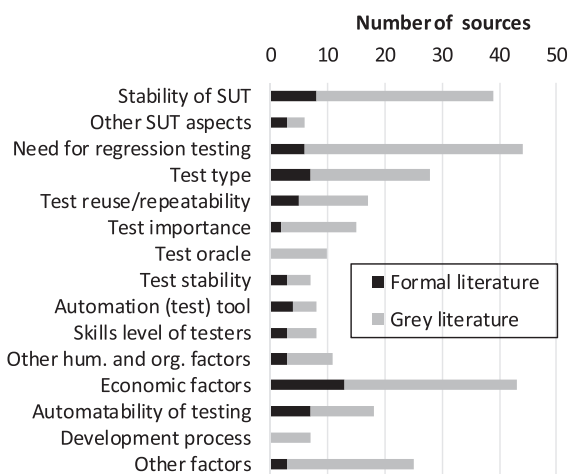 Number of sources
0 10 20 30 40 50
Stability of SUT
Other SUT aspects
Need for regression testing
Test type
Test reuse/repeatability
Test importance
Test oracle
Test stability
Automation (test) tool
Skills level of testers
Other hum. and org. factors
Economic factors
Automatability of testing
Development process
Other factors
Formal literature
Grey literature